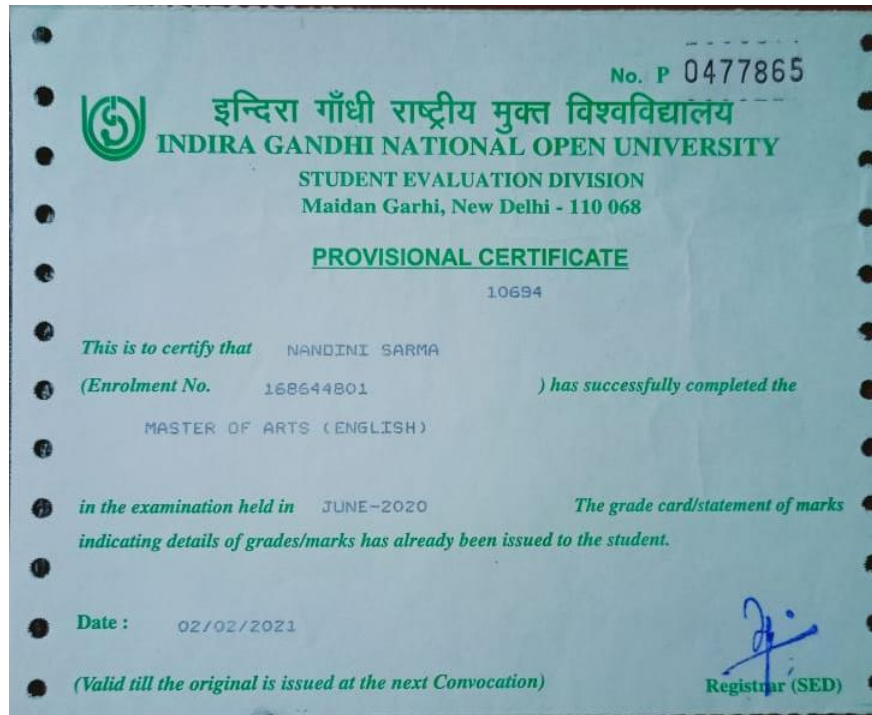 No. P 0477865
इन्दिरा गाँधी राष्ट्रीय मुक्त विश्वविद्यालय
INDIRA GANDHI NATIONAL OPEN UNIVERSITY
STUDENT EVALUATION DIVISION
Maidan Garhi, New Delhi - 110 068
PROVISIONAL CERTIFICATE
10694
This is to certify that NANDINI SARMA
(Enrolment No. 168644801 ) has successfully completed the
MASTER OF ARTS (ENGLISH)
in the examination held in JUNE-2020 The grade card/statement of marks
indicating details of grades/marks has already been issued to the student.
Date : 02/02/2021
(Valid till the original is issued at the next Convocation) Registrar (SED)